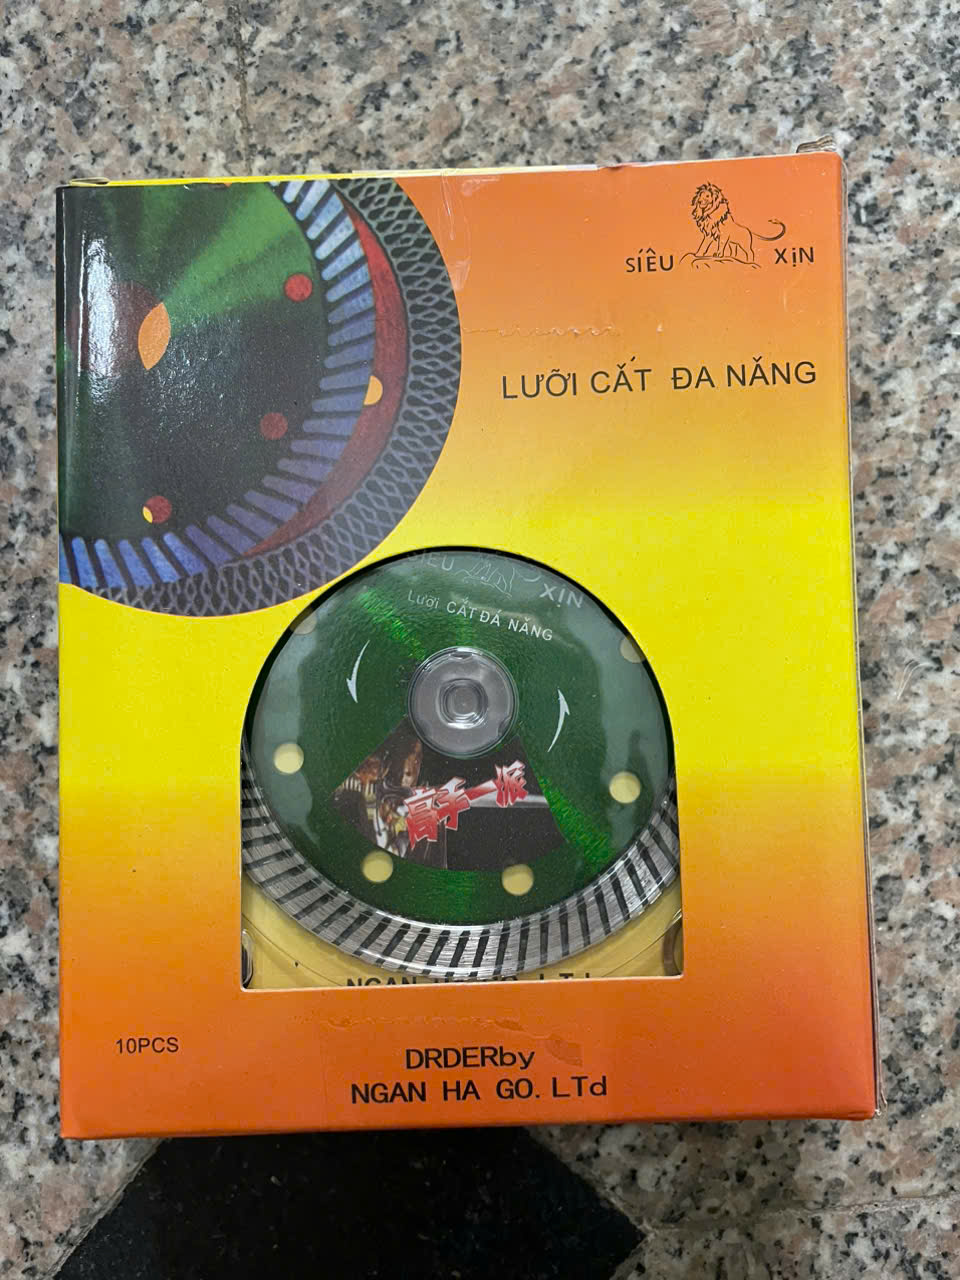 SIÊU XỊN
LƯỠI CẮT ĐA NĂNG
XỊN
Lưỡi CẮT ĐÁ NĂNG
高手一派
10PCS
DRDERby
NGAN HA GO. LTd